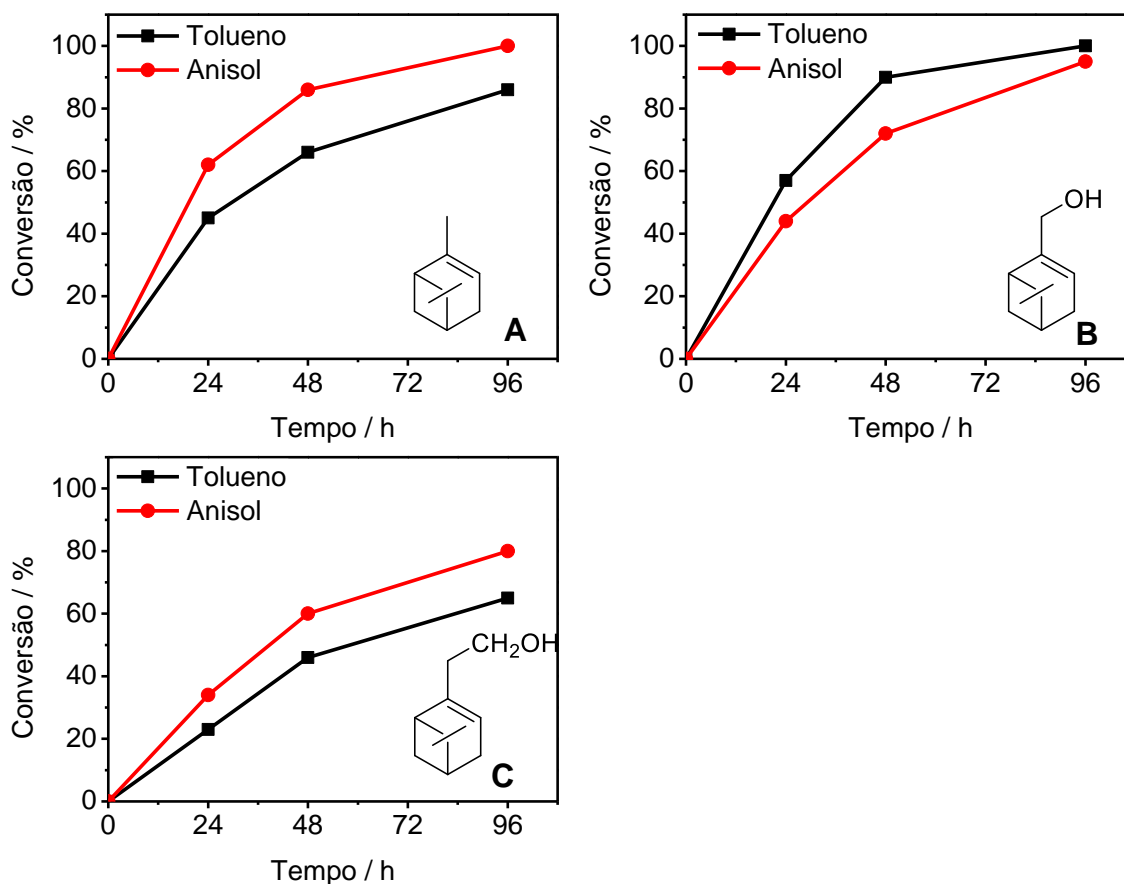 Tolueno
Anisol
Conversão / %
100
80
60
40
20
0
A
0 24 48 72 96
Tempo / h
Tolueno
Anisol
Conversão / %
100
80
60
40
20
0
OH
B
0 24 48 72 96
Tempo / h
Tolueno
Anisol
Conversão / %
100
80
60
40
20
0
CH₂OH
C
0 24 48 72 96
Tempo / h